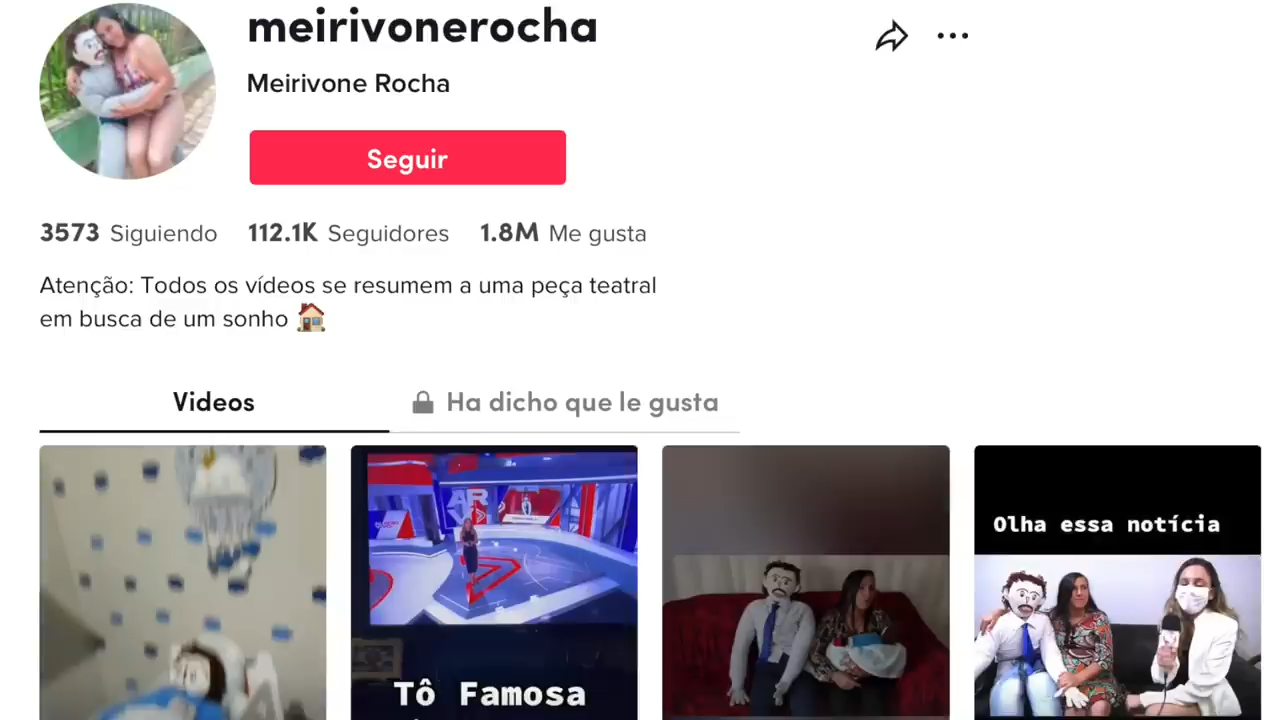 meirivonerocha
Meirivone Rocha
Seguir
3573 Siguiendo 112.1K Seguidores 1.8M Me gusta
Atenção: Todos os vídeos se resumem a uma peça teatral
em busca de um sonho
Videos Ha dicho que le gusta
Olha essa notícia
Tô Famosa